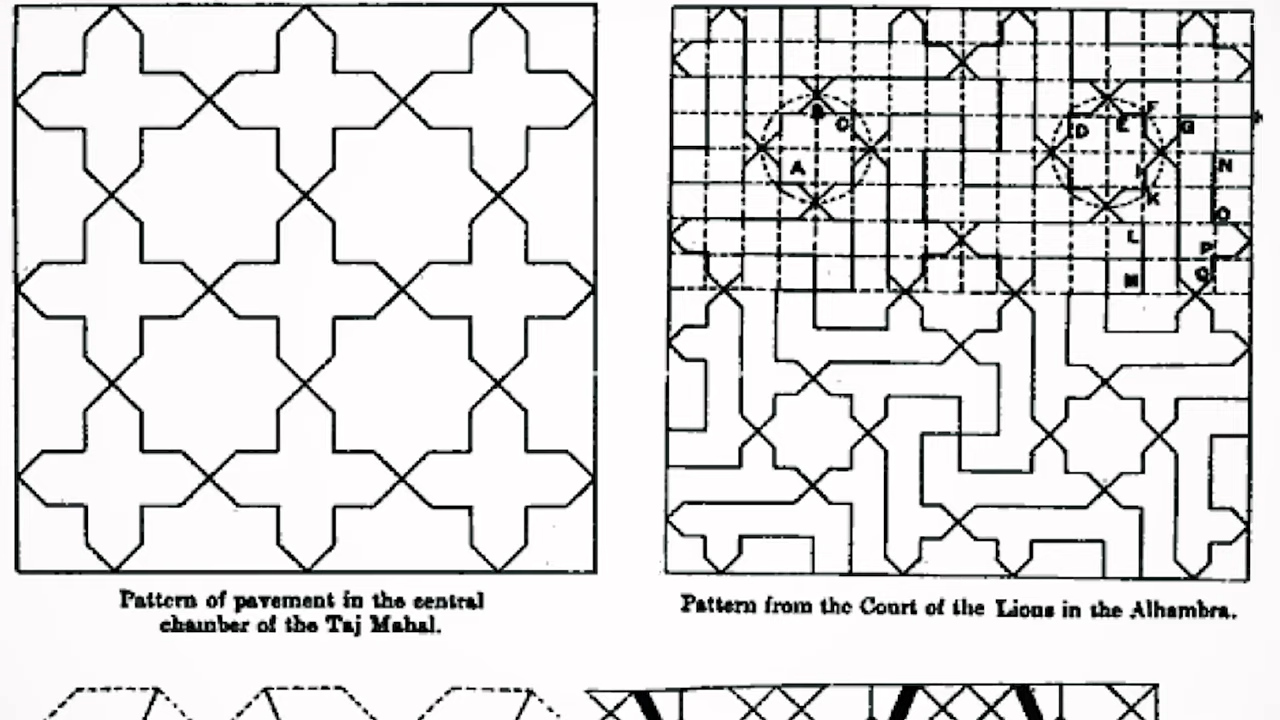 B
C
A
D
E
F
G
I
K
N
O
L
P
Q
M
Pattern of pavement in the central
chamber of the Taj Mahal.
Pattern from the Court of the Lions in the Alhambra.